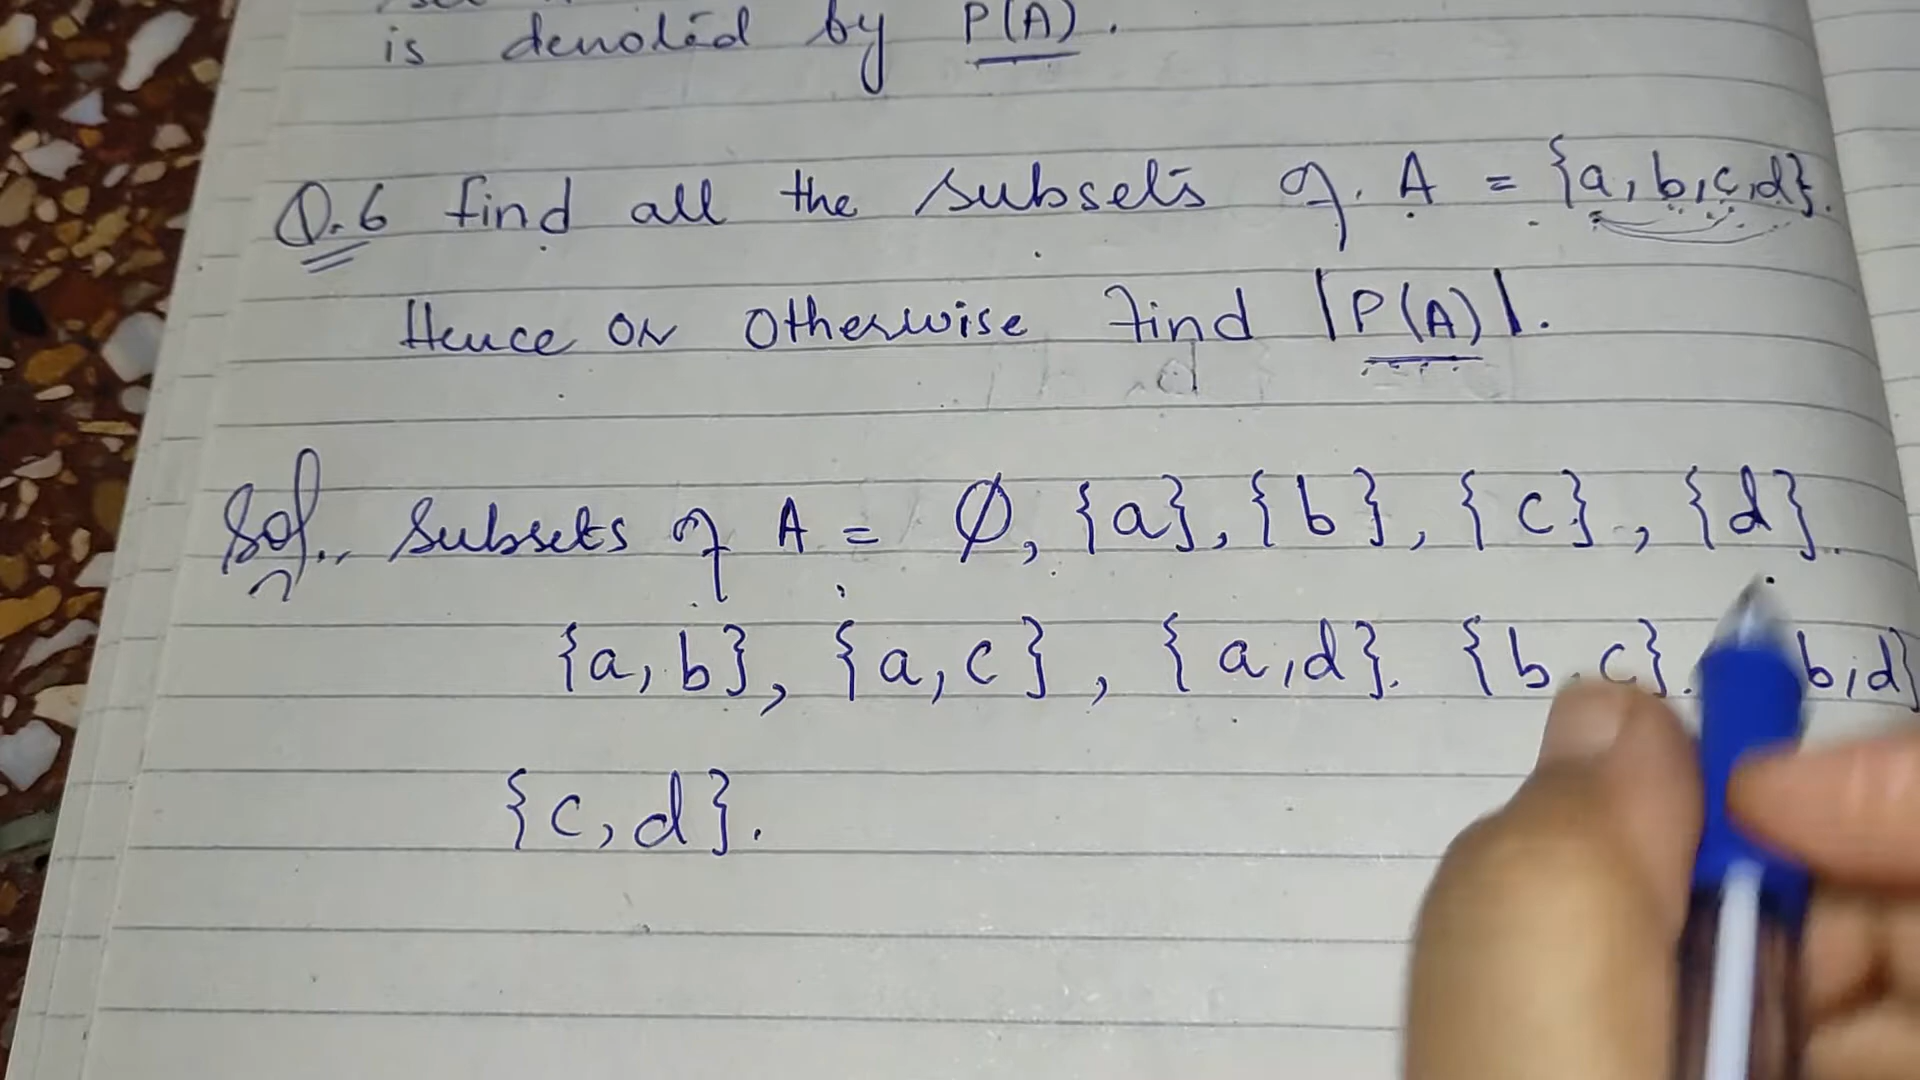 is denoted by P(A).
Q.6 find all the subsets of. A = {a, b, c, d}.
Hence or otherwise find |P(A)|.
Sol. subsets of A = Ø, {a}, {b}, {c}, {d}.
{a, b}, {a, c}, {a, d}. {b, c}. b, d}
{c, d}.